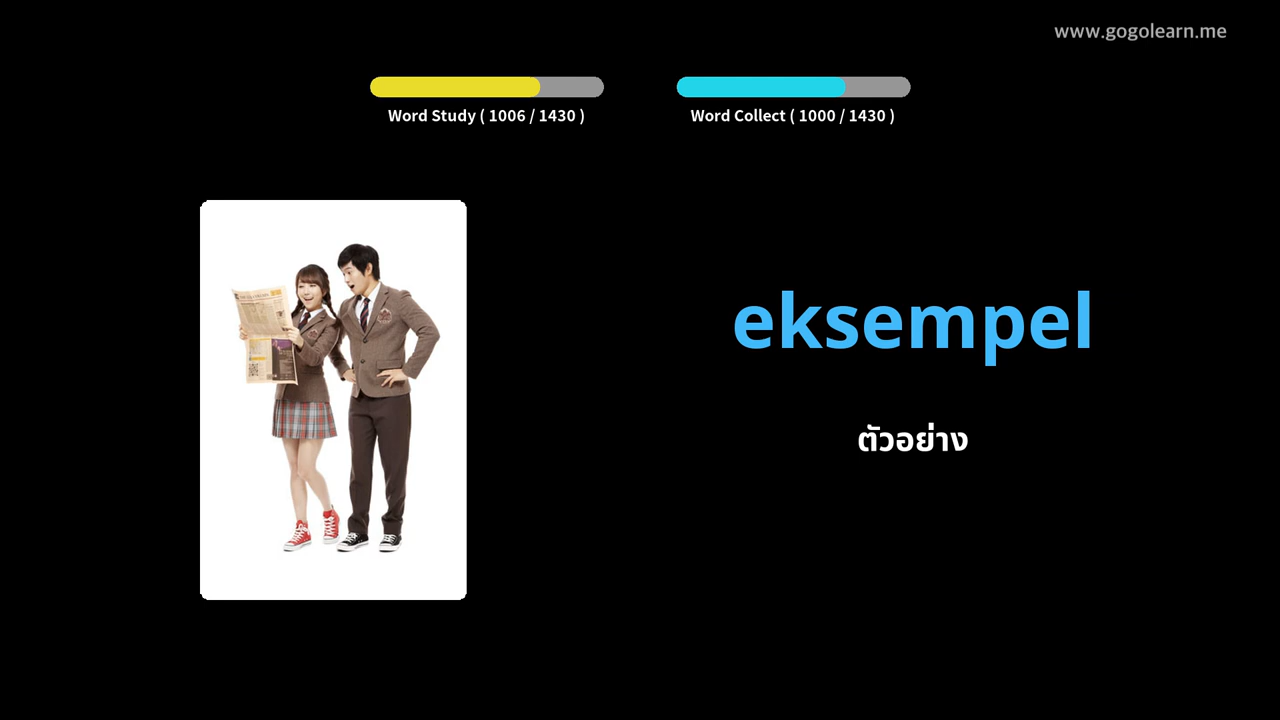 www.gogolearn.me
Word Study ( 1006 / 1430 )
Word Collect ( 1000 / 1430 )
eksempel
ตัวอย่าง